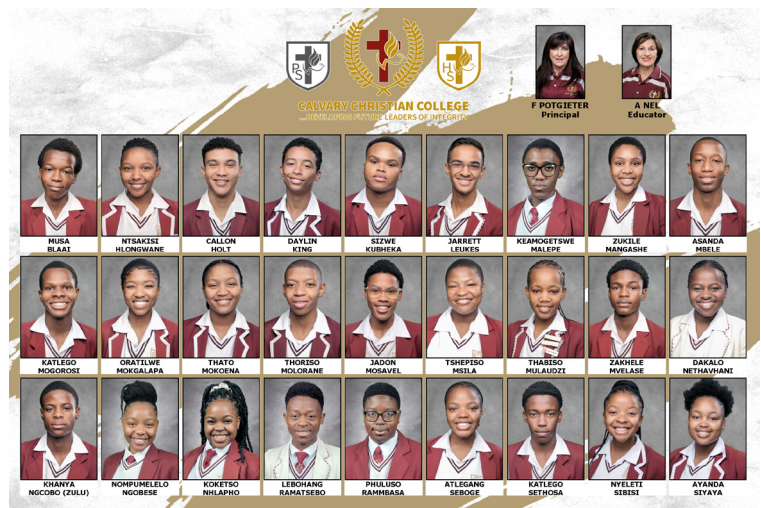 PS
HS
CALVARY CHRISTIAN COLLEGE
...DEVELOPING FUTURE LEADERS OF INTEGRITY
F POTGIETER
Principal
A NEL
Educator
MUSA
BLAAI
NTSAKISI
HLONGWANE
CALLON
HOLT
DAYLIN
KING
SIZWE
KUBHEKA
JARRETT
LEUKES
KEAMOGETSWE
MALEPE
ZUKILE
MANGASHE
ASANDA
MBELE
KATLEGO
MOGOROSI
ORATILWE
MOKGALAPA
THATO
MOKOENA
THORISO
MOLORANE
JADON
MOSAVEL
TSHEPISO
MSILA
THABISO
MULAUDZI
ZAKHELE
MVELASE
DAKALO
NETHAVHANI
KHANYA
NGCOBO (ZULU)
NOMPUMELELO
NGOBESE
KOKETSO
NHLAPHO
LEBOHANG
RAMATSEBO
PHULUSO
RAMMBASA
ATLEGANG
SEBOGE
KATLEGO
SETHOSA
NYELETI
SIBISI
AYANDA
SIYAYA